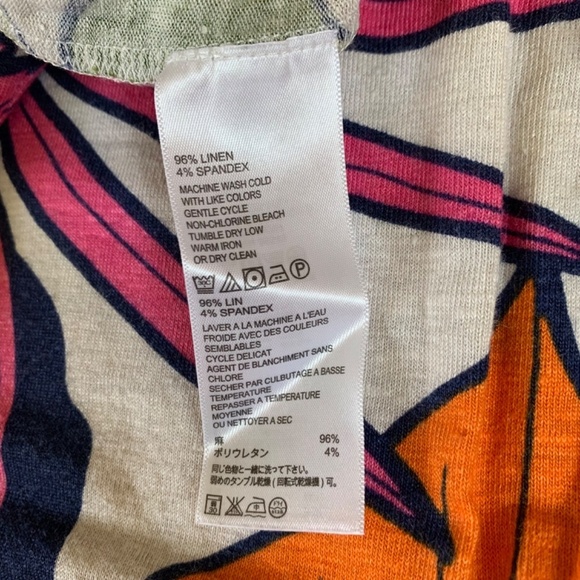 96% LINEN
4% SPANDEX
MACHINE WASH COLD
WITH LIKE COLORS
GENTLE CYCLE
NON-CHLORINE BLEACH
TUMBLE DRY LOW
WARM IRON
OR DRY CLEAN
96% LIN
4% SPANDEX
LAVER A LA MACHINE A L'EAU
FROIDE AVEC DES COULEURS
SEMBLABLES
CYCLE DELICAT
AGENT DE BLANCHIMENT SANS
CHLORE
SECHER PAR CULBUTAGE A BASSE
TEMPERATURE
REPASSER A TEMPERATURE
MOYENNE
OU NETTOYER A SEC
麻 96%
ポリウレタン 4%
同じ色物と一緒に洗って下さい。
弱めのタンブル乾燥 (回転式乾燥機) 可。